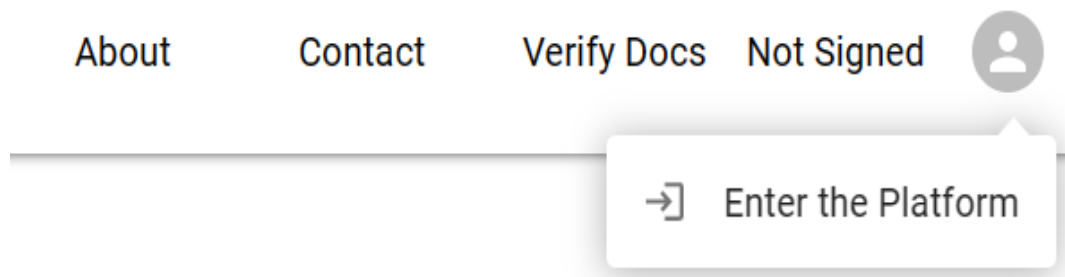 About Contact Verify Docs Not Signed
Enter the Platform